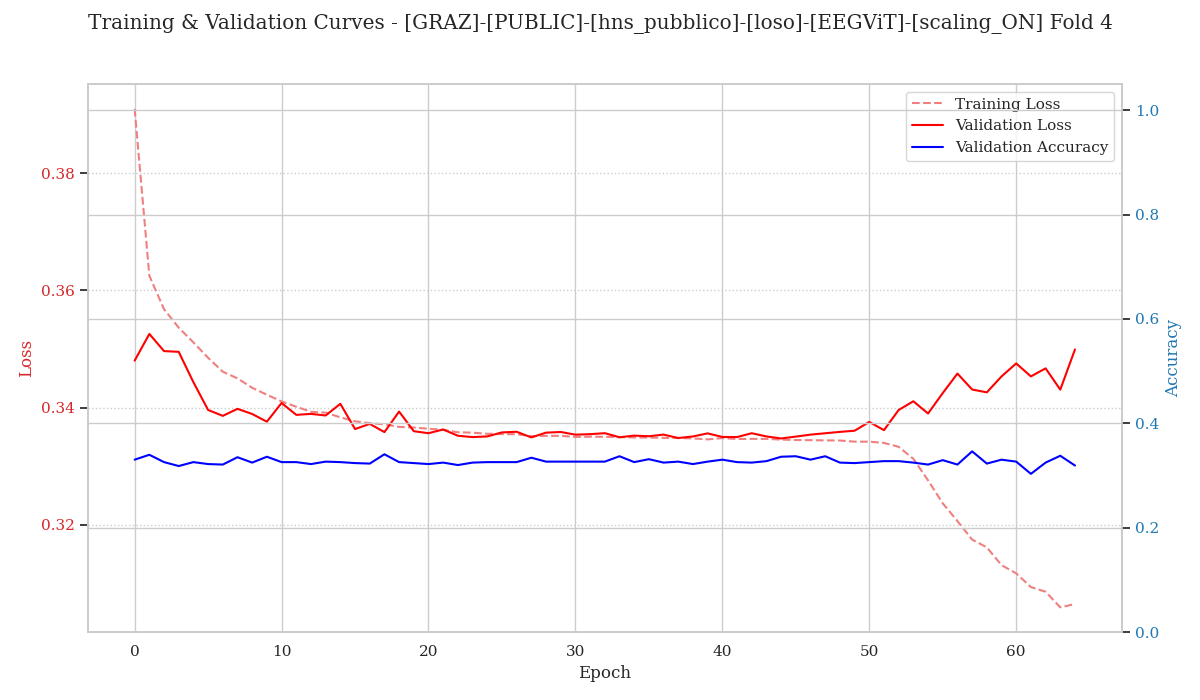 Training & Validation Curves - [GRAZ]-[PUBLIC]-[hns_pubblico]-[loso]-[EEGViT]-[scaling_ON] Fold 4
Training Loss
Validation Loss
Validation Accuracy
0.38
0.36
0.34
0.32
Loss
1.0
0.8
0.6
0.4
0.2
0.0
Accuracy
0 10 20 30 40 50 60
Epoch